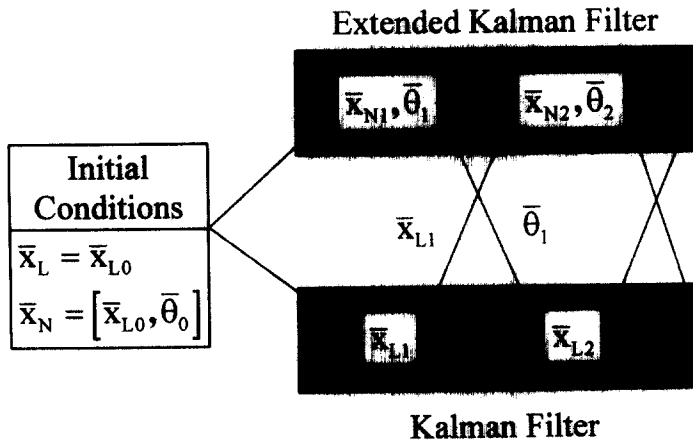 Extended Kalman Filter
x̄_N1, θ̄_1
x̄_N2, θ̄_2
Initial
Conditions
x̄_L = x̄_L0
x̄_N = [x̄_L0, θ̄_0]
x̄_L1
θ̄_1
x̄_L1
x̄_L2
Kalman Filter